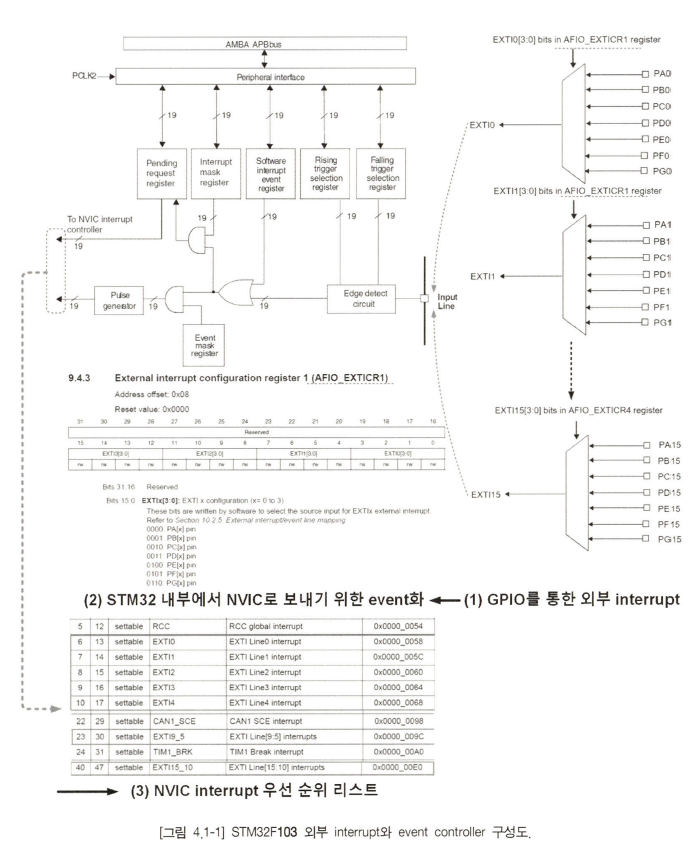 EXTI0[3:0] bits in AFIO_EXTICR1 register
AMBA APB bus
PCLK2
Peripheral interface
19
19
19
19
19
Pending request register
Interrupt mask register
Software interrupt event register
Rising trigger selection register
Falling trigger selection register
To NVIC interrupt controller
19
19
19
Pulse generator
19
19
Edge detect circuit
Input Line
Event mask register
EXTI0
PA0
PB0
PC0
PD0
PE0
PF0
PG0
EXTI1[3:0] bits in AFIO_EXTICR1 register
EXTI1
PA1
PB1
PC1
PD1
PE1
PF1
PG1
EXTI15[3:0] bits in AFIO_EXTICR4 register
EXTI15
PA15
PB15
PC15
PD15
PE15
PF15
PG15
9.4.3 External interrupt configuration register 1 (AFIO_EXTICR1)
Address offset: 0x08
Reset value: 0x0000
31 30 29 28 27 26 25 24 23 22 21 20 19 18 17 16
Reserved
15 14 13 12 11 10 9 8 7 6 5 4 3 2 1 0
EXTI3[3:0] EXTI2[3:0] EXTI1[3:0] EXTI0[3:0]
rw rw rw rw rw rw rw rw rw rw rw rw rw rw rw rw
Bits 31:16 Reserved
Bits 15:0 EXTIx[3:0]: EXTI x configuration (x= 0 to 3)
These bits are written by software to select the source input for EXTIx external interrupt.
Refer to Section 10.2.5: External interrupt/event line mapping
0000: PA[x] pin
0001: PB[x] pin
0010: PC[x] pin
0011: PD[x] pin
0100: PE[x] pin
0101: PF[x] pin
0110: PG[x] pin
(2) STM32 내부에서 NVIC로 보내기 위한 event화
(1) GPIO를 통한 외부 interrupt
5 12 settable RCC RCC global interrupt 0x0000_0054
6 13 settable EXTI0 EXTI Line0 interrupt 0x0000_0058
7 14 settable EXTI1 EXTI Line1 interrupt 0x0000_005C
8 15 settable EXTI2 EXTI Line2 interrupt 0x0000_0060
9 16 settable EXTI3 EXTI Line3 interrupt 0x0000_0064
10 17 settable EXTI4 EXTI Line4 interrupt 0x0000_0068
22 29 settable CAN1_SCE CAN1 SCE interrupt 0x0000_0098
23 30 settable EXTI9_5 EXTI Line[9:5] interrupts 0x0000_009C
24 31 settable TIM1_BRK TIM1 Break interrupt 0x0000_00A0
40 47 settable EXTI15_10 EXTI Line[15:10] interrupts 0x0000_00E0
(3) NVIC interrupt 우선 순위 리스트
[그림 4.1-1] STM32F103 외부 interrupt와 event controller 구성도.